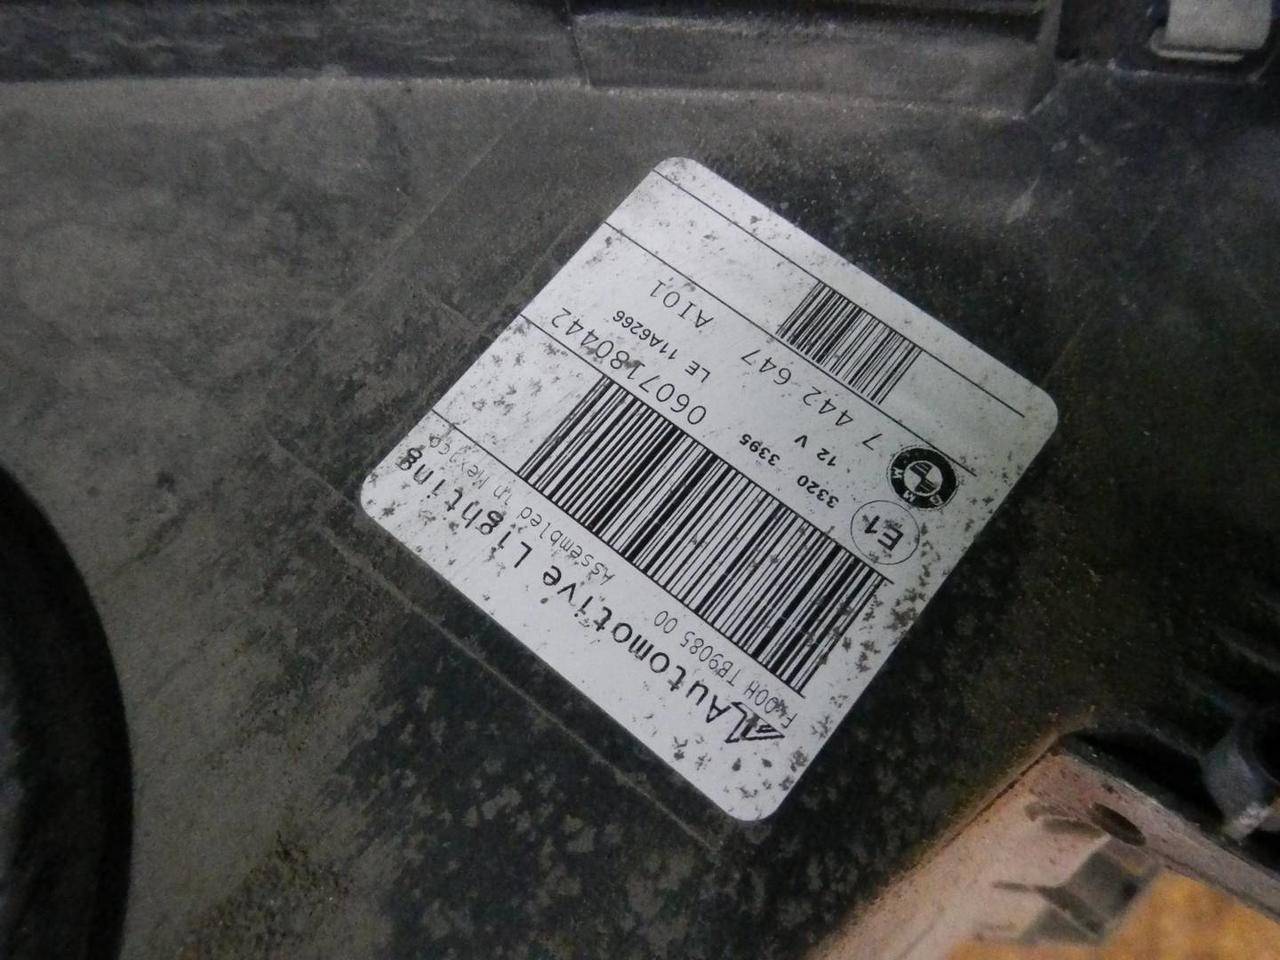 Automotive Lighting
F00H TB9085 00 Assembled in Mexico
0607180442
3320 3395 LE 11A6266
E1 12 V
BMW 7 442 647 AI01